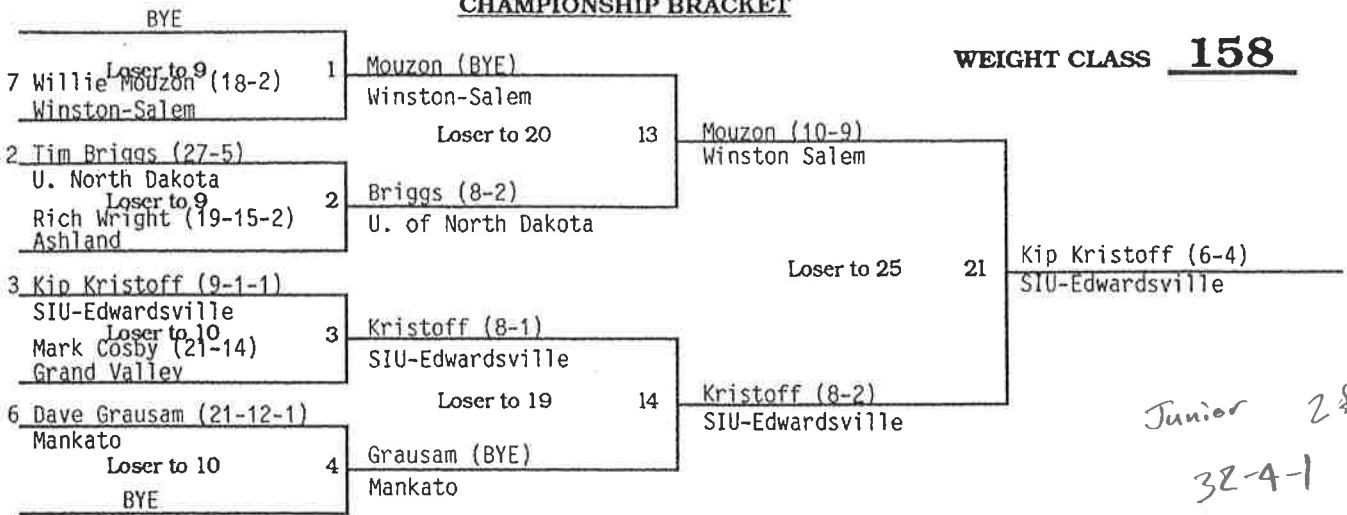 CHAMPIONSHIP BRACKET
WEIGHT CLASS 158
BYE
Loser to 9 1
7 Willie Mouzon (18-2)
Winston-Salem
2 Tim Briggs (27-5)
U. North Dakota
Loser to 9 2
Rich Wright (19-15-2)
Ashland
3 Kip Kristoff (9-1-1)
SIU-Edwardsville
Loser to 10 3
Mark Cosby (21-14)
Grand Valley
6 Dave Grausam (21-12-1)
Mankato
Loser to 10 4
BYE
Mouzon (BYE)
Winston-Salem
Loser to 20 13
Briggs (8-2)
U. of North Dakota
Kristoff (8-1)
SIU-Edwardsville
Loser to 19 14
Grausam (BYE)
Mankato
Mouzon (10-9)
Winston Salem
Loser to 25 21
Kristoff (8-2)
SIU-Edwardsville
Kip Kristoff (6-4)
SIU-Edwardsville
Junior
32-4-1